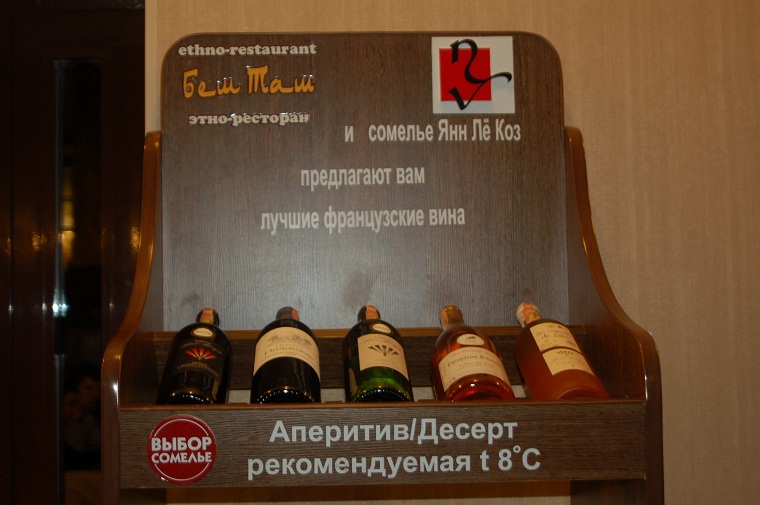 ethno-restaurant
Беш Таш
этно-ресторан
и сомелье Янн Лё Коз
предлагают вам
лучшие французские вина
ВЫБОР
СОМЕЛЬЕ
Аперитив/Десерт
рекомендуемая t 8°C